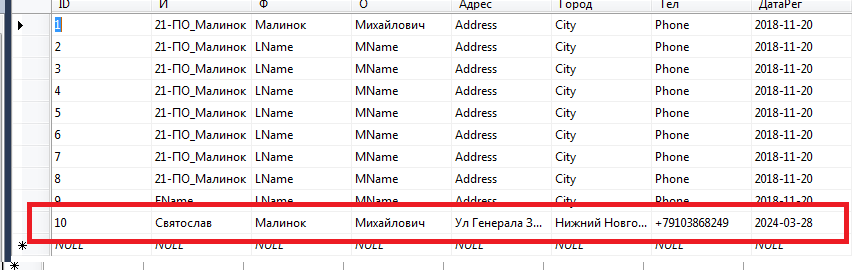 ID И Ф О Адрес Город Тел ДатаРег
1 21-ПО_Малинок Малинок Михайлович Address City Phone 2018-11-20
2 21-ПО_Малинок LName MName Address City Phone 2018-11-20
3 21-ПО_Малинок LName MName Address City Phone 2018-11-20
4 21-ПО_Малинок LName MName Address City Phone 2018-11-20
5 21-ПО_Малинок LName MName Address City Phone 2018-11-20
6 21-ПО_Малинок LName MName Address City Phone 2018-11-20
7 21-ПО_Малинок LName MName Address City Phone 2018-11-20
8 21-ПО_Малинок LName MName Address City Phone 2018-11-20
9 FName LName MName Address City Phone 2018-11-20
10 Святослав Малинок Михайлович Ул Генерала З... Нижний Новго... +79103868249 2024-03-28
NULL NULL NULL NULL NULL NULL NULL NULL